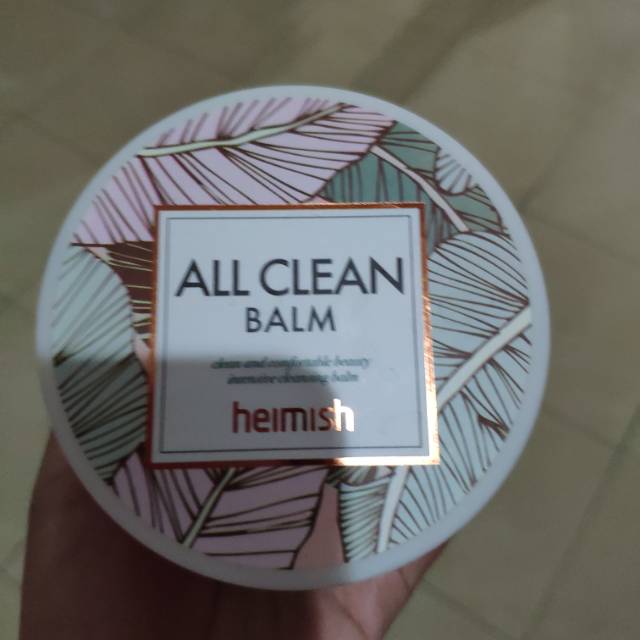 ALL CLEAN
BALM
clean and comfortable beauty
intensive cleansing balm
heimish